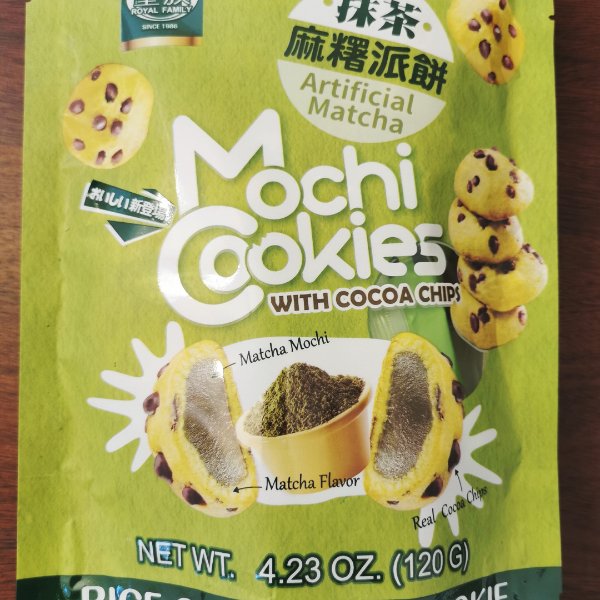 皇族
ROYAL FAMILY
SINCE 1986
抹茶
麻糬派餅
Artificial
Matcha
Mochi
Cookies
WITH COCOA CHIPS
おいしい新登場
Matcha Mochi
Matcha Flavor
Real Cocoa Chips
NET WT. 4.23 OZ. (120 G)